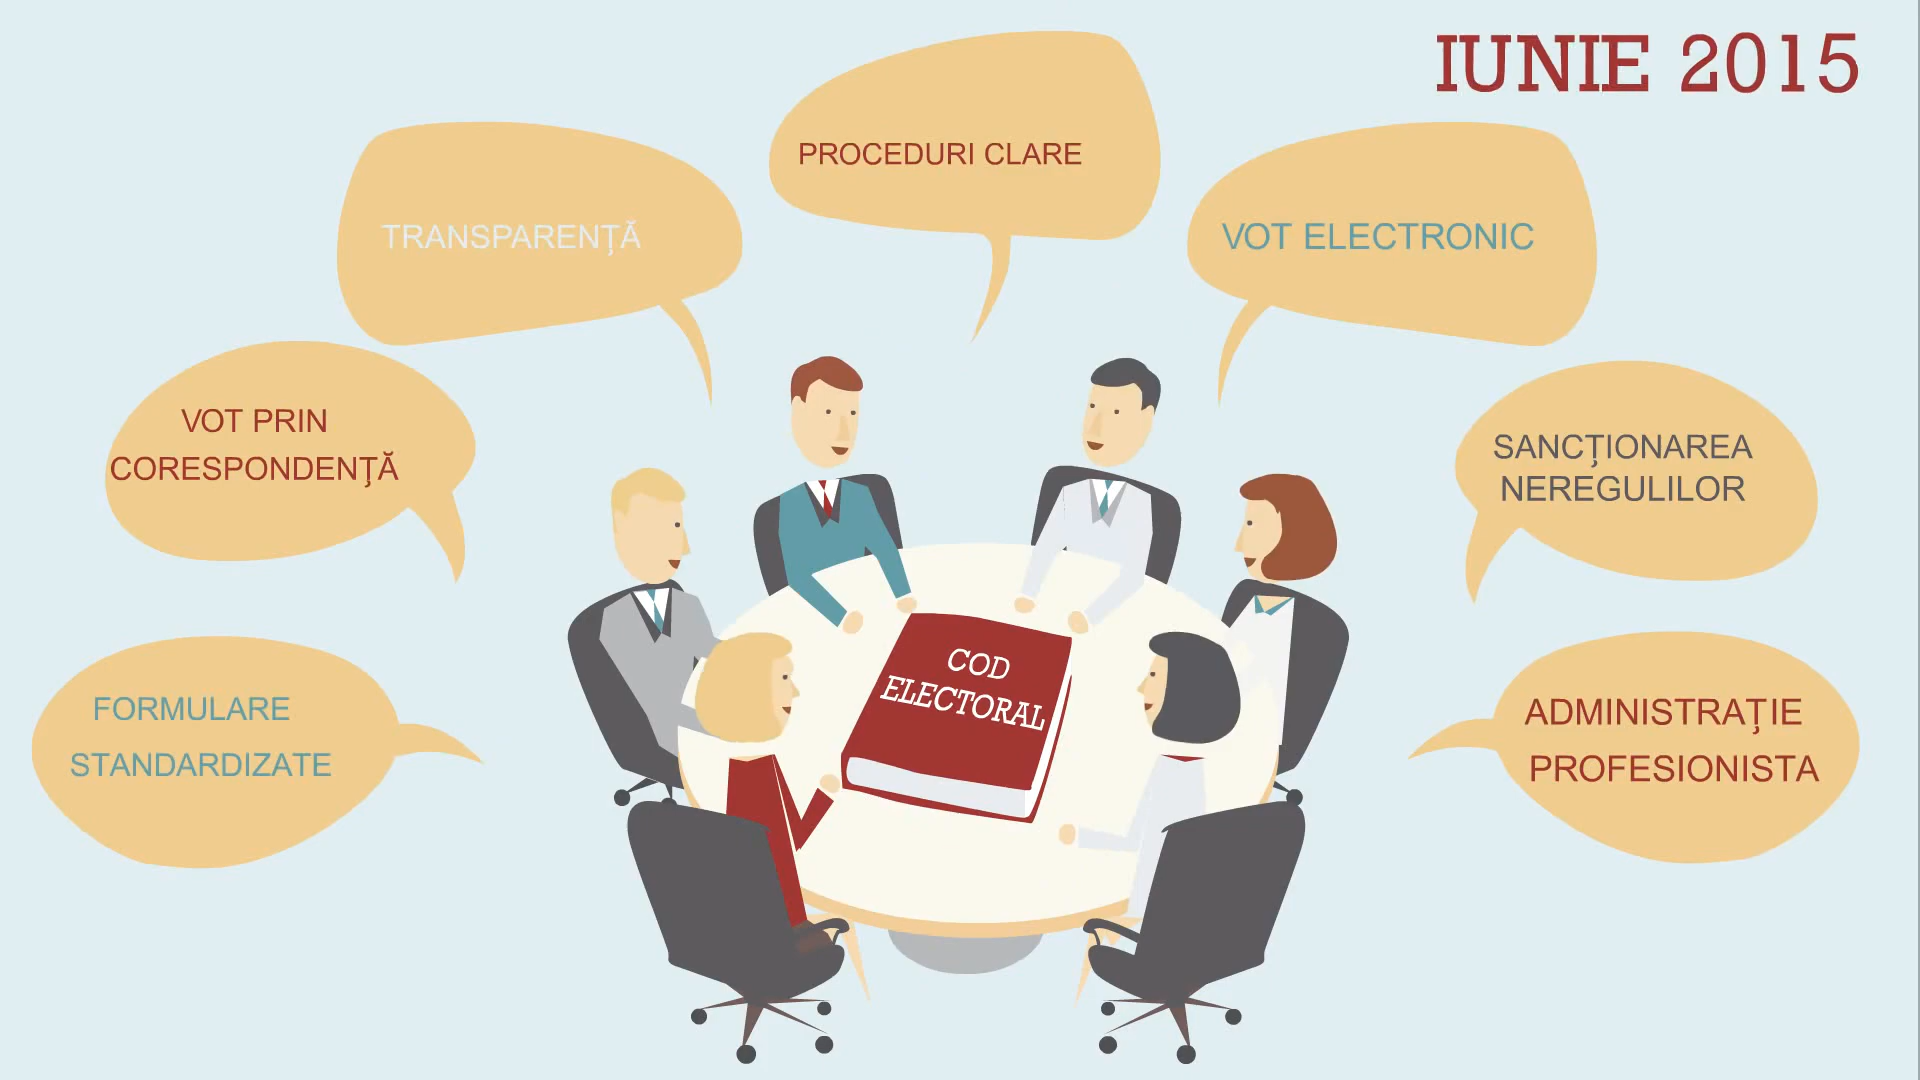 IUNIE 2015
PROCEDURI CLARE
TRANSPARENȚĂ
VOT ELECTRONIC
VOT PRIN
CORESPONDENȚĂ
SANCȚIONAREA
NEREGULILOR
FORMULARE
STANDARDIZATE
ADMINISTRAȚIE
PROFESIONISTA
COD
ELECTORAL